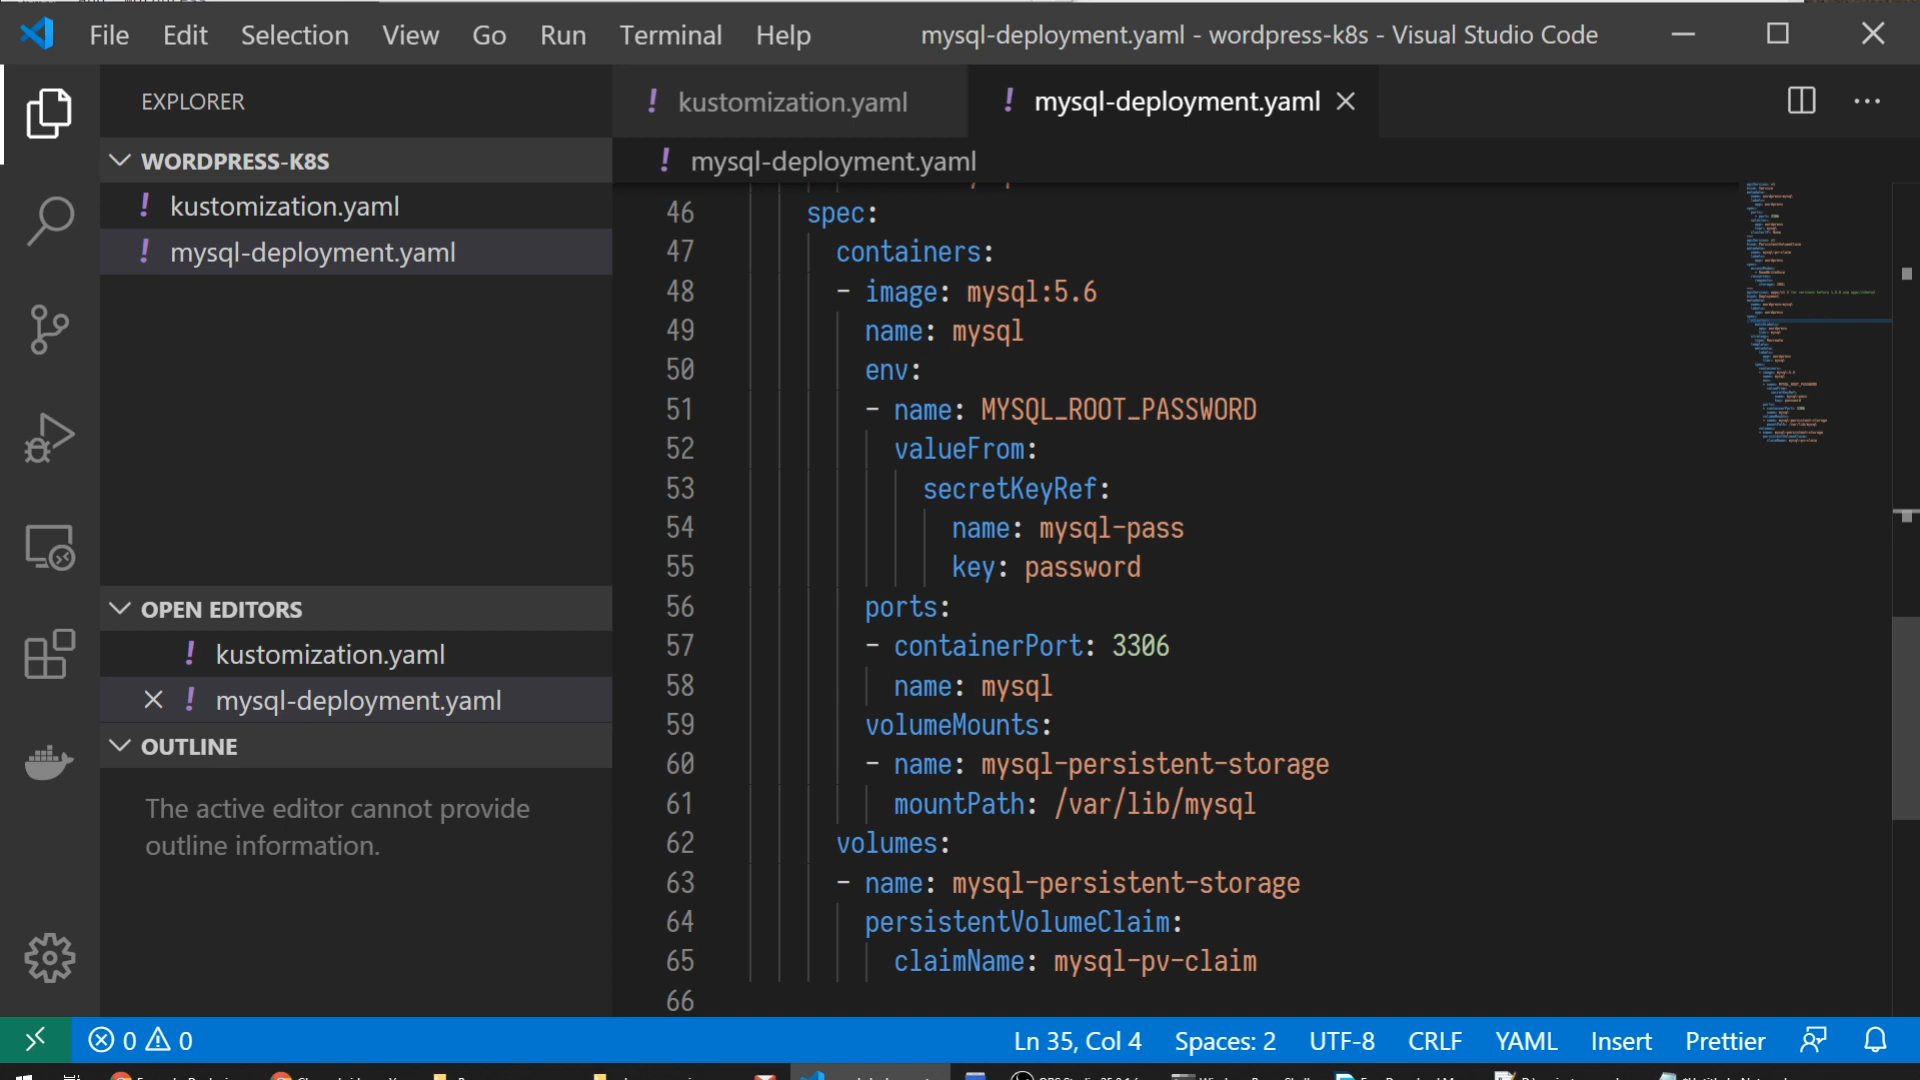 File Edit Selection View Go Run Terminal Help mysql-deployment.yaml - wordpress-k8s - Visual Studio Code
EXPLORER
WORDPRESS-K8S
! kustomization.yaml
! mysql-deployment.yaml
OPEN EDITORS
! kustomization.yaml
! mysql-deployment.yaml
OUTLINE
The active editor cannot provide
outline information.
! kustomization.yaml ! mysql-deployment.yaml
! mysql-deployment.yaml
46 spec:
47 containers:
48 - image: mysql:5.6
49 name: mysql
50 env:
51 - name: MYSQL_ROOT_PASSWORD
52 valueFrom:
53 secretKeyRef:
54 name: mysql-pass
55 key: password
56 ports:
57 - containerPort: 3306
58 name: mysql
59 volumeMounts:
60 - name: mysql-persistent-storage
61 mountPath: /var/lib/mysql
62 volumes:
63 - name: mysql-persistent-storage
64 persistentVolumeClaim:
65 claimName: mysql-pv-claim
66
0 0 Ln 35, Col 4 Spaces: 2 UTF-8 CRLF YAML Insert Prettier